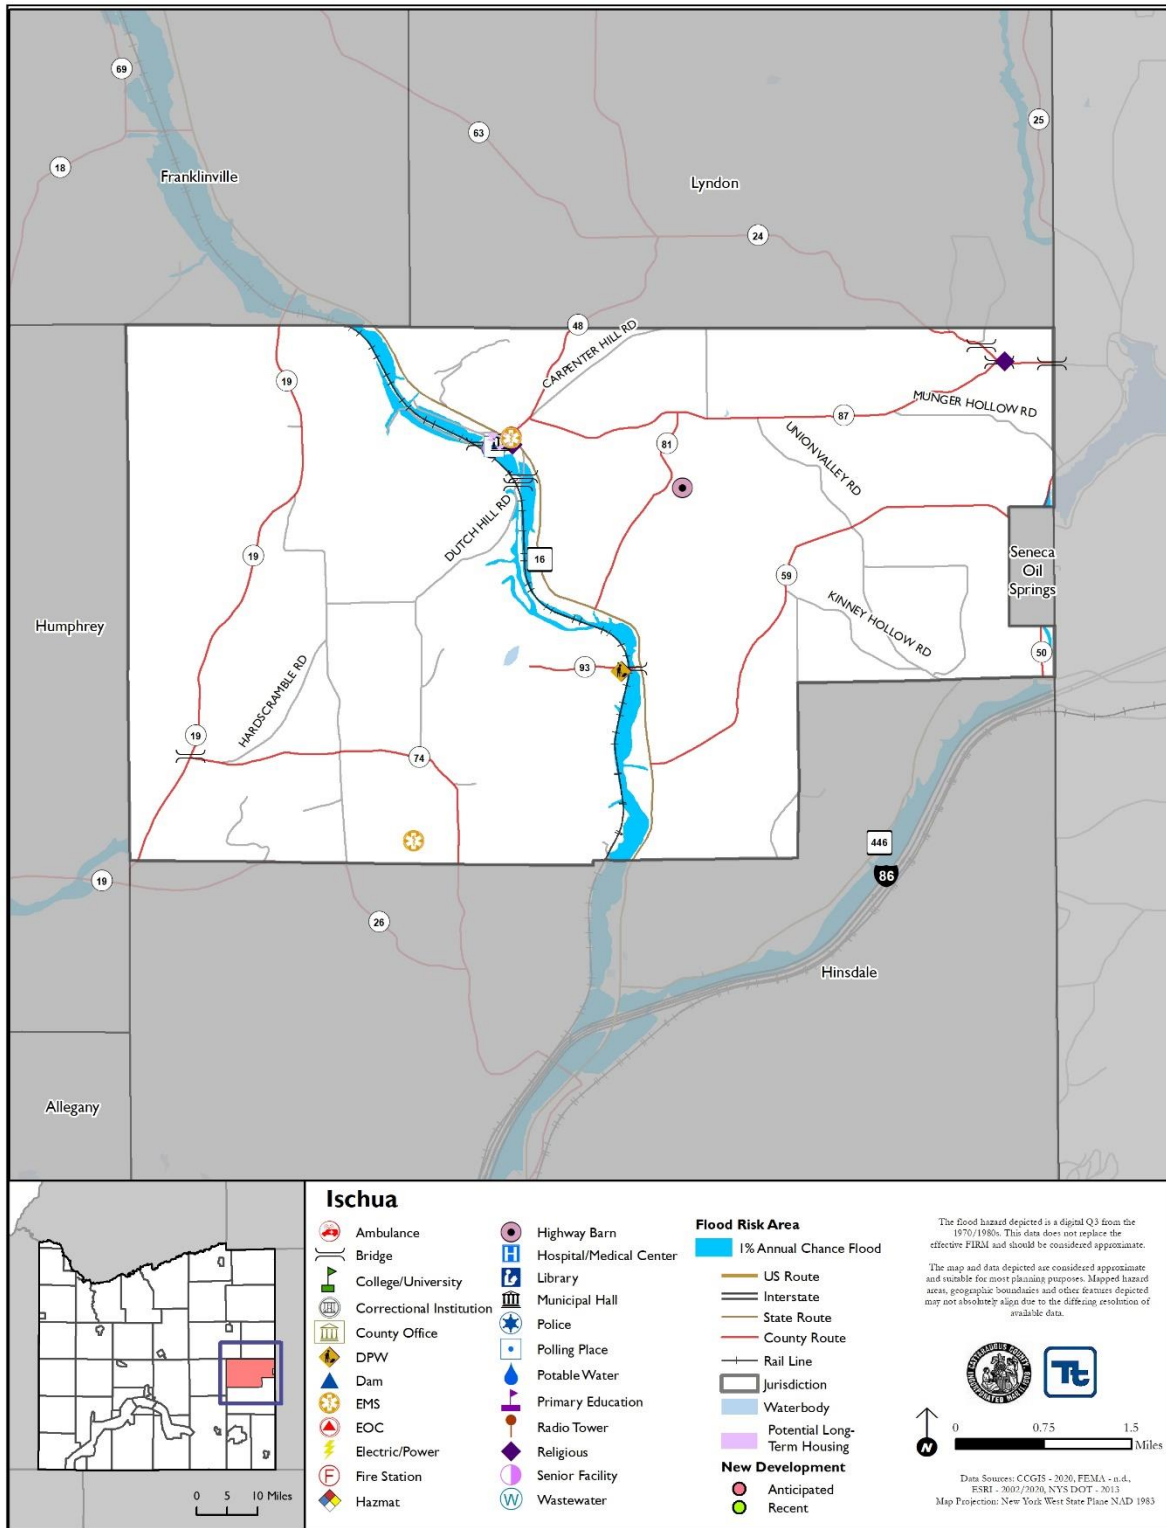 69
63
25
18
Franklinville
Lyndon
24
48
CARPENTER HILL RD
19
MUNGER HOLLOW RD
87
UNION VALLEY RD
81
DUTCH HILL RD
16
19
59
Seneca
Oil
Springs
KINNEY HOLLOW RD
Humphrey
50
93
HARDSCRAMBLE RD
19
74
446
86
19
26
Hinsdale
Allegany
Ischua
Ambulance
Bridge
College/University
Correctional Institution
County Office
DPW
Dam
EMS
EOC
Electric/Power
Fire Station
Hazmat
Highway Barn
Hospital/Medical Center
Library
Municipal Hall
Police
Polling Place
Potable Water
Primary Education
Radio Tower
Religious
Senior Facility
Wastewater
Flood Risk Area
1% Annual Chance Flood
US Route
Interstate
State Route
County Route
Rail Line
Jurisdiction
Waterbody
Potential Long-
Term Housing
New Development
Anticipated
Recent
The flood hazard depicted is a digital Q3 from the
1970/1980s. This data does not replace the
effective FIRM and should be considered approximate.
The map and data depicted are considered approximate
and suitable for most planning purposes. Mapped hazard
areas, geographic boundaries and other features depicted
may not absolutely align due to the differing resolution of
available data.
Tt
N
0 0.75 1.5
Miles
Data Sources: CCGIS - 2020, FEMA - n.d.,
ESRI - 2002/2020, NYS DOT - 2013
Map Projection: New York West State Plane NAD 1983
0 5 10 Miles